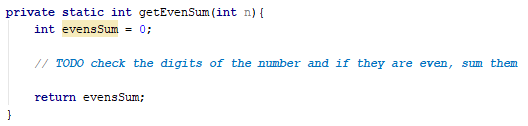 private static int getEvenSum(int n){
int evensSum = 0;
// TODO check the digits of the number and if they are even, sum them
return evensSum;
}